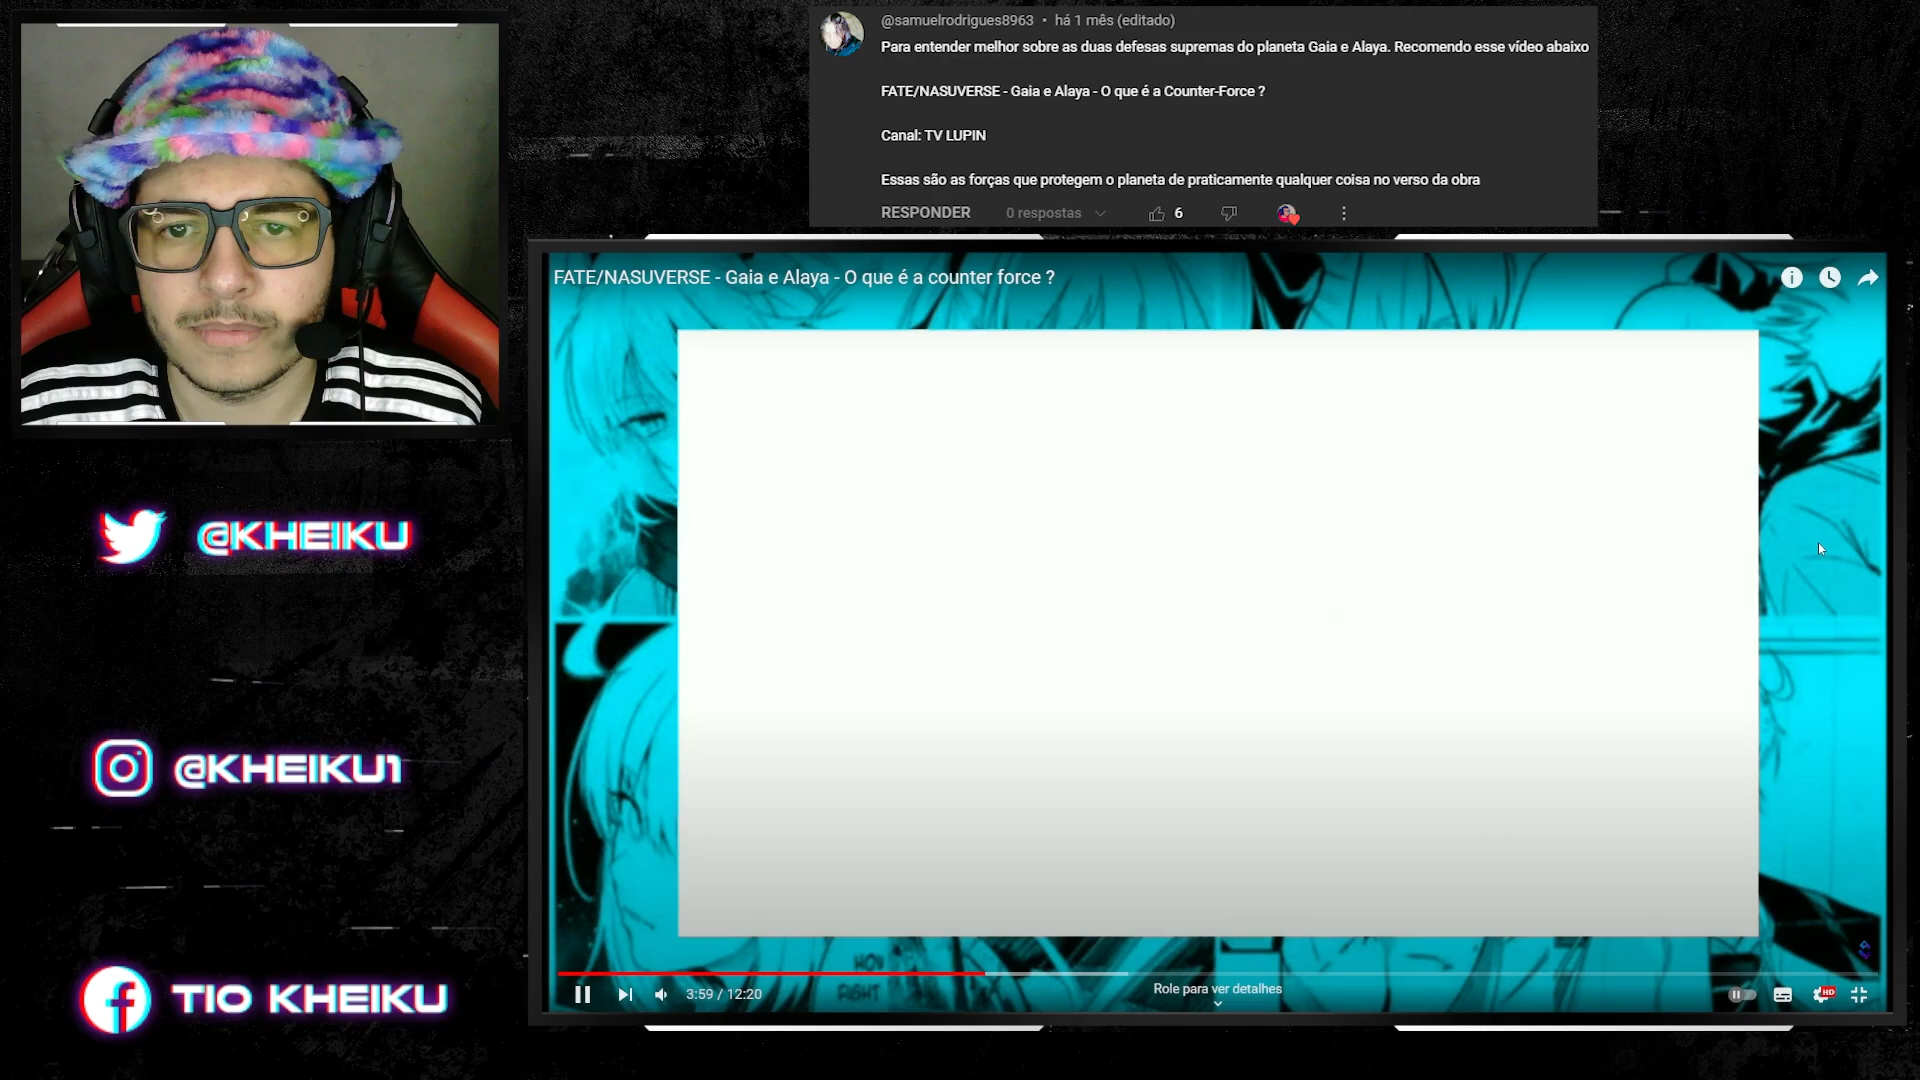 @samuelrodrigues8963 • há 1 mês (editado)
Para entender melhor sobre as duas defesas supremas do planeta Gaia e Alaya. Recomendo esse vídeo abaixo
FATE/NASUVERSE - Gaia e Alaya - O que é a Counter-Force ?
Canal: TV LUPIN
Essas são as forças que protegem o planeta de praticamente qualquer coisa no verso da obra
RESPONDER 0 respostas 6
FATE/NASUVERSE - Gaia e Alaya - O que é a counter force ?
@KHEIKU
@KHEIKU1
TIO KHEIKU
HOW
FIGHT
3:59 / 12:20
Role para ver detalhes
HD